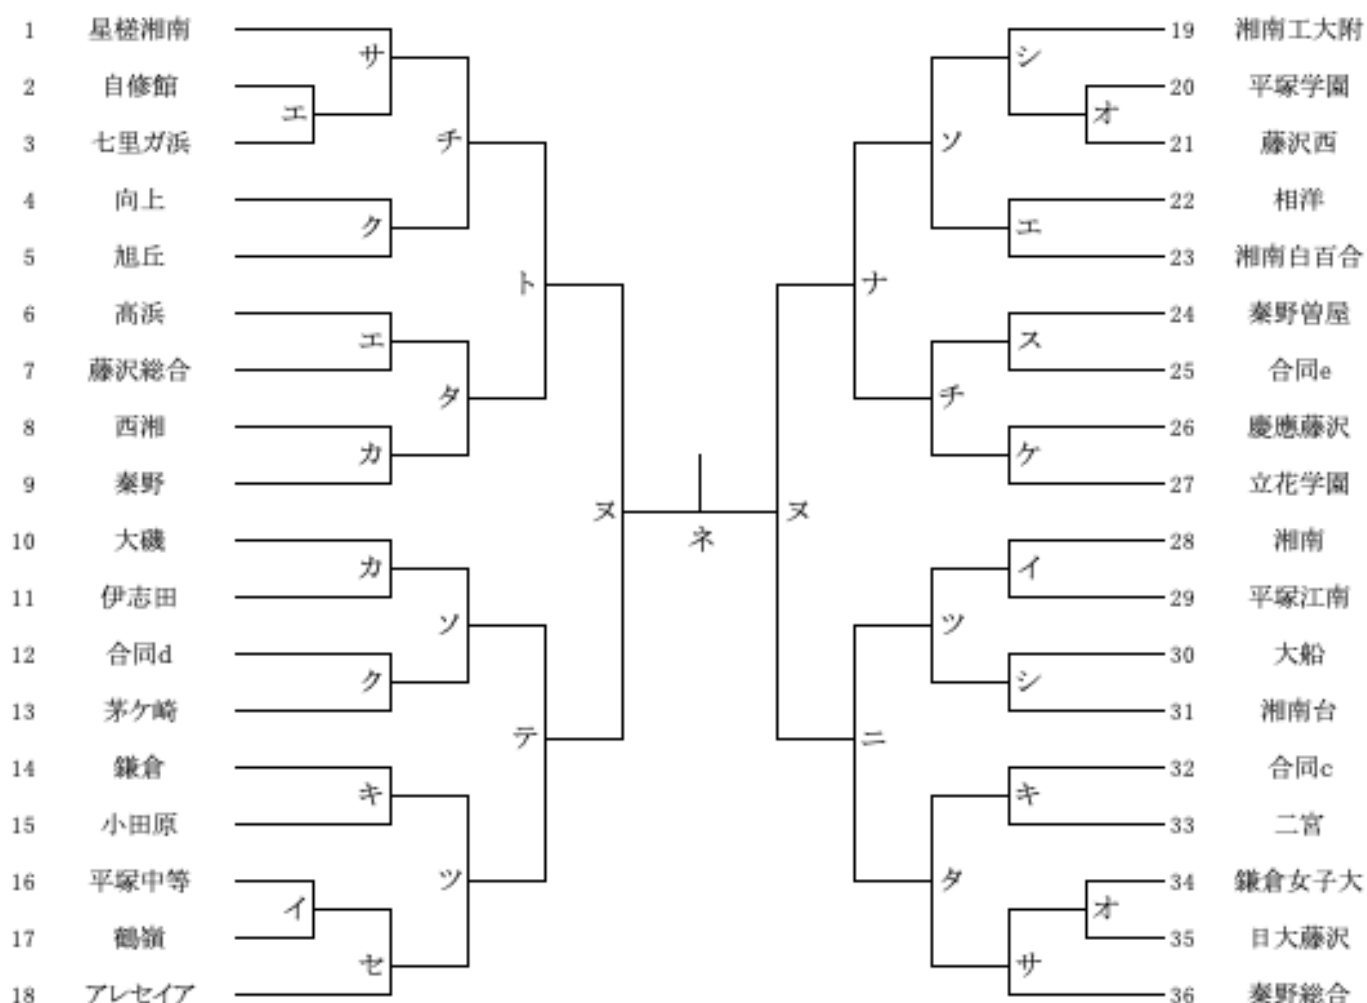 1 星槎湘南
サ
2 自修館
エ
3 七里ガ浜
チ
4 向上
ク
5 旭丘
ト
6 高浜
エ
7 藤沢総合
タ
8 西湘
カ
9 秦野
ヌ
10 大磯
カ
11 伊志田
ソ
12 合同d
ク
13 茅ケ崎
テ
14 鎌倉
キ
15 小田原
ツ
16 平塚中等
イ
17 鶴嶺
セ
18 アレセイア
ネ
19 湘南工大附
シ
20 平塚学園
オ
21 藤沢西
ソ
22 相洋
エ
23 湘南白百合
ナ
24 秦野曽屋
ス
25 合同e
チ
26 慶應藤沢
ケ
27 立花学園
ヌ
28 湘南
イ
29 平塚江南
ツ
30 大船
シ
31 湘南台
ニ
32 合同c
キ
33 二宮
タ
34 鎌倉女子大
オ
35 日大藤沢
サ
36 秦野総合